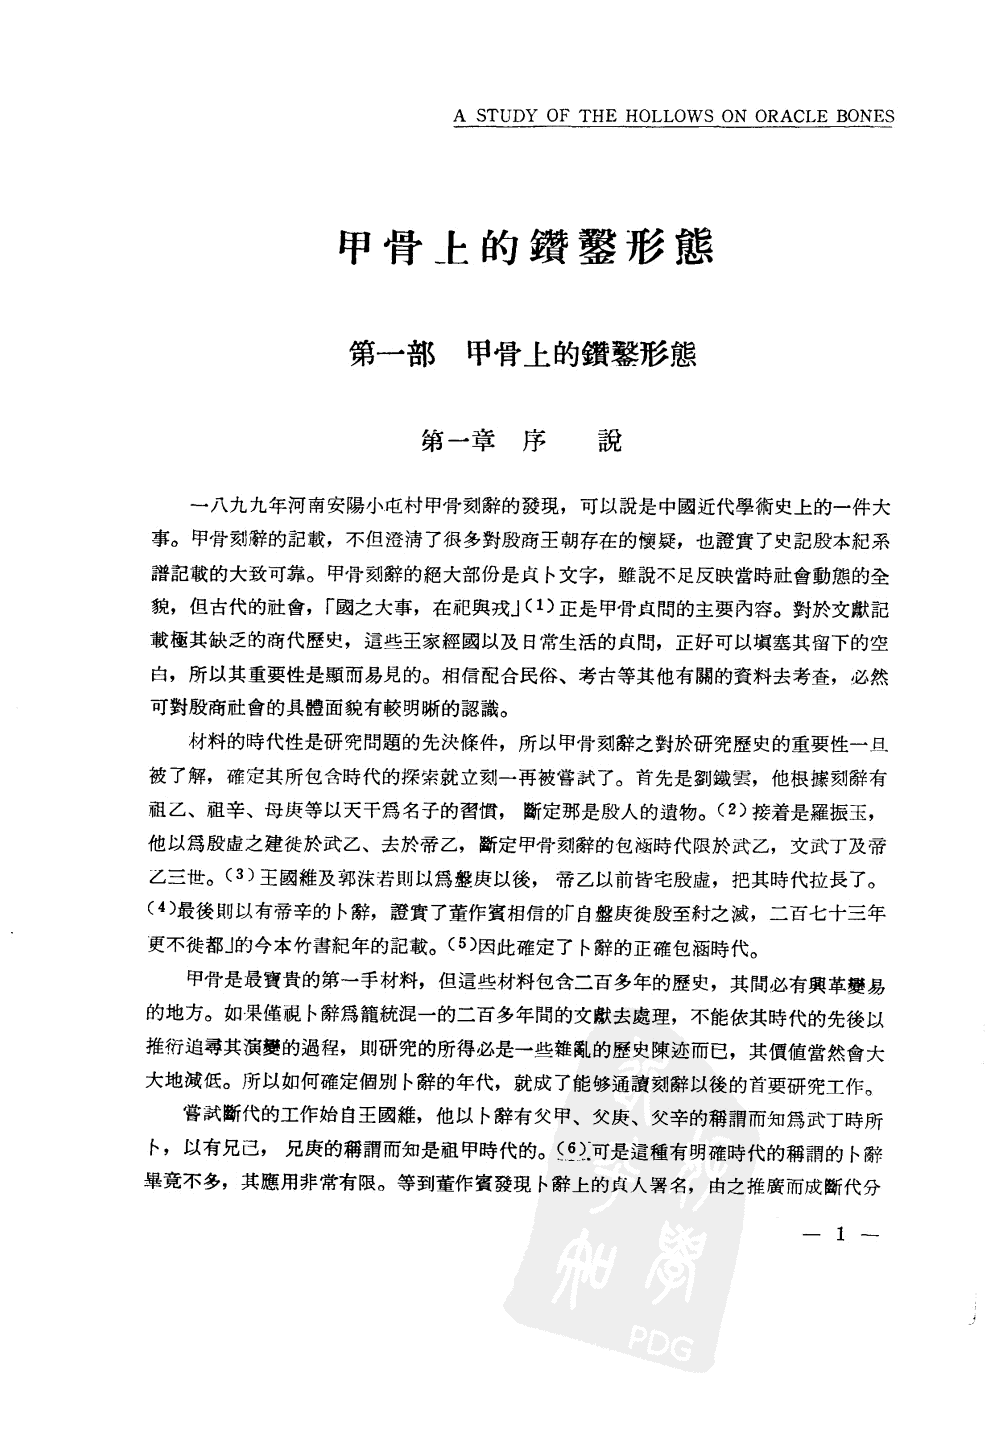 A STUDY OF THE HOLLOWS ON ORACLE BONES
甲骨上的鑽鑿形態
第一部 甲骨上的鑽鑿形態
第一章 序 說
一八九九年河南安陽小屯村甲骨刻辭的發現，可以說是中國近代學術史上的一件大
事。甲骨刻辭的記載，不但澄清了很多對殷商王朝存在的懷疑，也證實了史記殷本紀系
譜記載的大致可靠。甲骨刻辭的絕大部份是貞卜文字，雖說不足反映當時社會動態的全
貌，但古代的社會，「國之大事，在祀與戎」(1)正是甲骨貞問的主要內容。對於文獻記
載極其缺乏的商代歷史，這些王家經國以及日常生活的貞問，正好可以塡塞其留下的空
白，所以其重要性是顯而易見的。相信配合民俗、考古等其他有關的資料去考查，必然
可對殷商社會的具體面貌有較明晰的認識。
材料的時代性是研究問題的先決條件，所以甲骨刻辭之對於研究歷史的重要性一旦
被了解，確定其所包含時代的探索就立刻一再被嘗試了。首先是劉鐵雲，他根據刻辭有
祖乙、祖辛、母庚等以天干爲名子的習慣，斷定那是殷人的遺物。(2)接着是羅振玉，
他以爲殷虛之建徙於武乙、去於帝乙，斷定甲骨刻辭的包涵時代限於武乙，文武丁及帝
乙三世。(3)王國維及郭沫若則以爲盤庚以後，帝乙以前皆宅殷虛，把其時代拉長了。
(4)最後則以有帝辛的卜辭，證實了董作賓相信的「自盤庚徙殷至紂之滅，二百七十三年
更不徙都」的今本竹書紀年的記載。(5)因此確定了卜辭的正確包涵時代。
甲骨是最寶貴的第一手材料，但這些材料包含二百多年的歷史，其間必有興革變易
的地方。如果僅視卜辭爲籠統混一的二百多年間的文獻去處理，不能依其時代的先後以
推衍追尋其演變的過程，則研究的所得必是一些雜亂的歷史陳迹而已，其價值當然會大
大地減低。所以如何確定個別卜辭的年代，就成了能够通讀刻辭以後的首要研究工作。
嘗試斷代的工作始自王國維，他以卜辭有父甲、父庚、父辛的稱謂而知爲武丁時所
卜，以有兄己，兄庚的稱謂而知是祖甲時代的。(6)可是這種有明確時代的稱謂的卜辭
畢竟不多，其應用非常有限。等到董作賓發現卜辭上的貞人署名，由之推廣而成斷代分
— 1 —
PDG